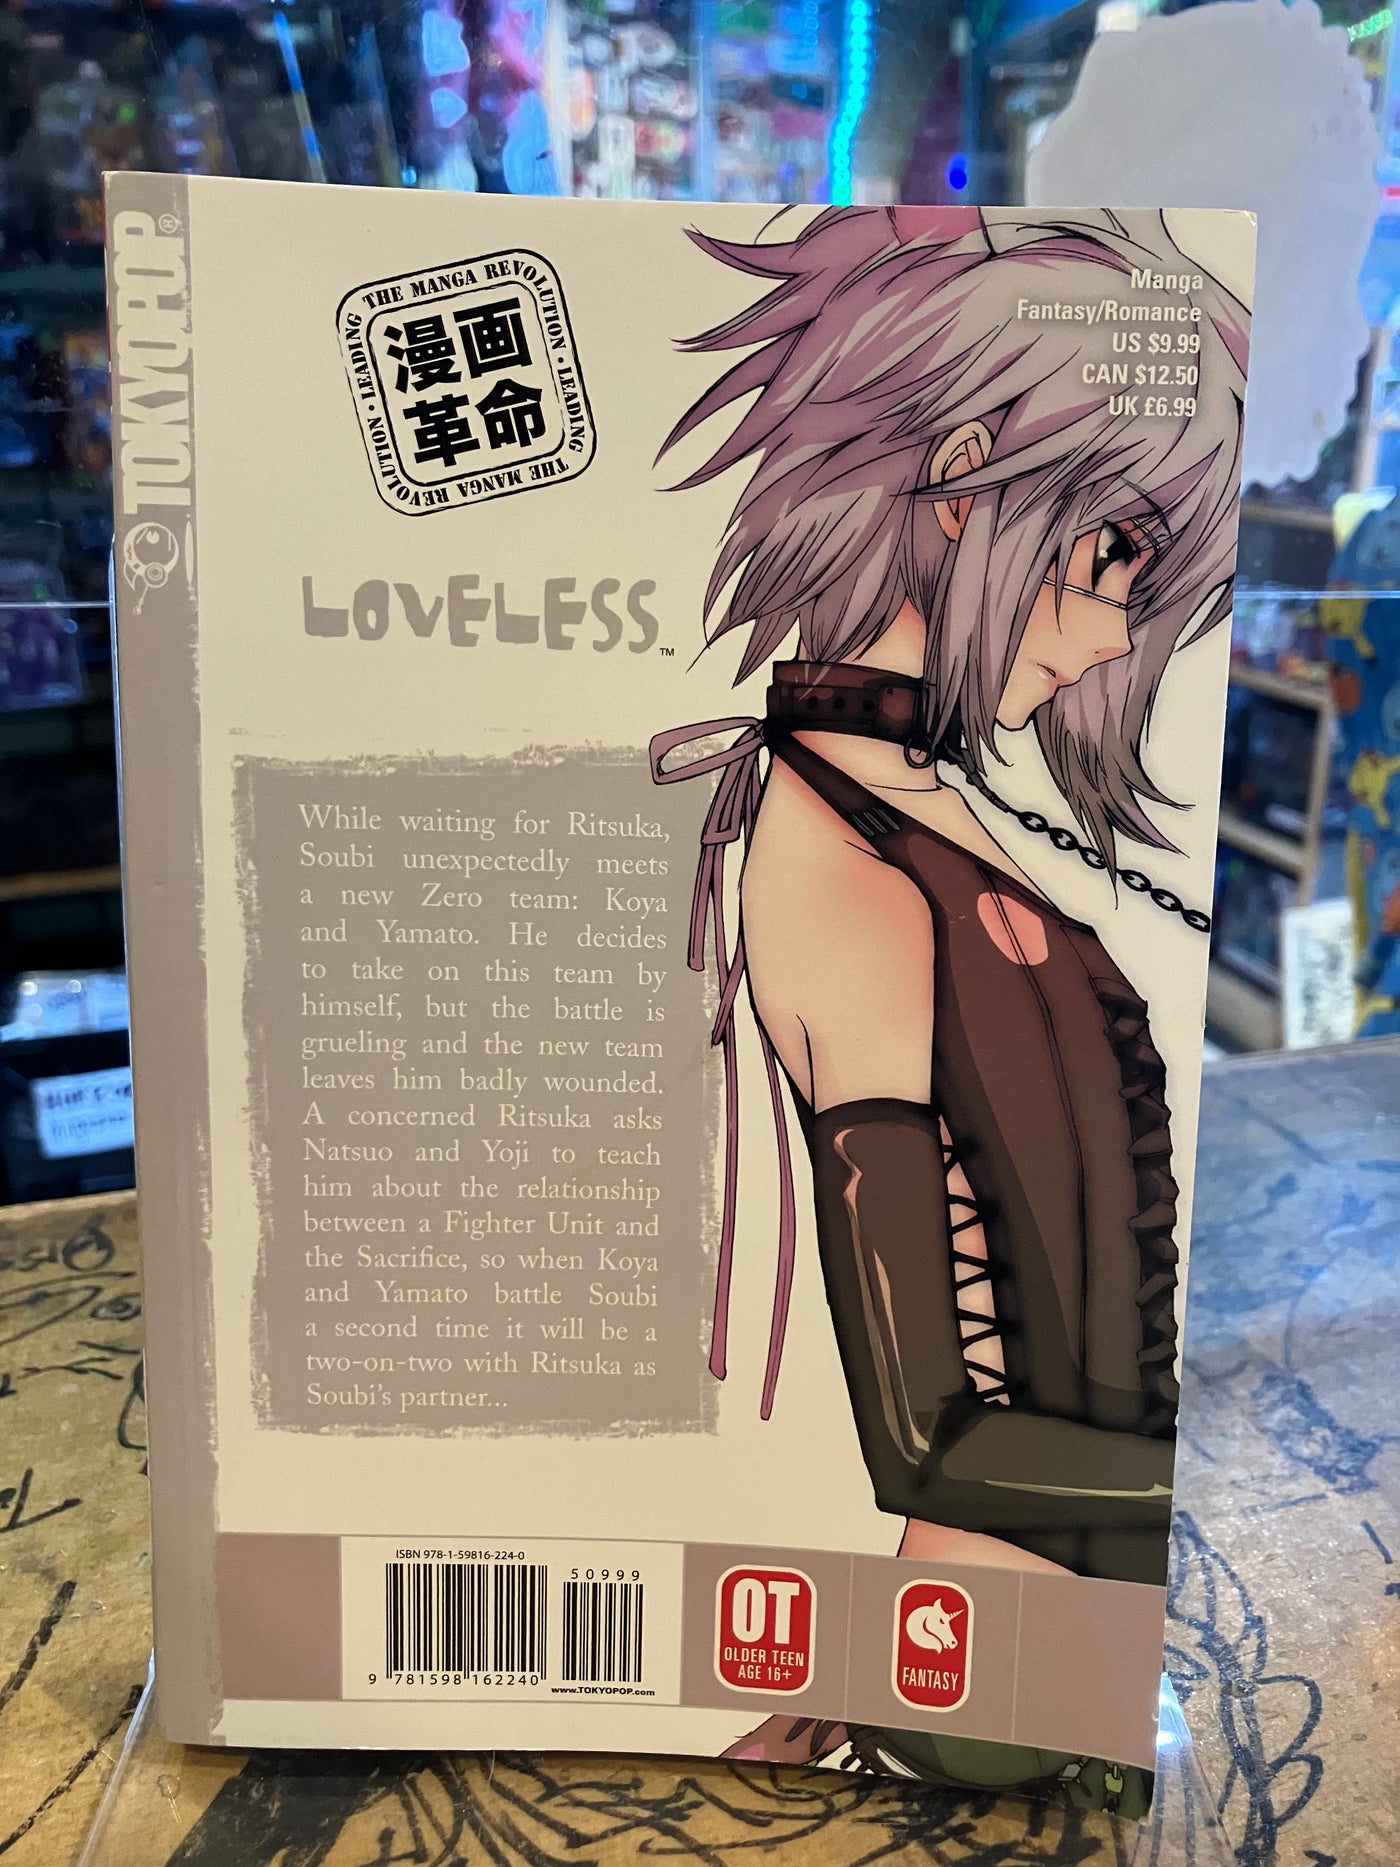 TOKYOPOP®
LEADING THE MANGA REVOLUTION · LEADING THE MANGA REVOLUTION ·
漫画
革命
Manga
Fantasy/Romance
US $9.99
CAN $12.50
UK £6.99
LOVELESS™
While waiting for Ritsuka,
Soubi unexpectedly meets
a new Zero team: Koya
and Yamato. He decides
to take on this team by
himself, but the battle is
grueling and the new team
leaves him badly wounded.
A concerned Ritsuka asks
Natsuo and Yoji to teach
him about the relationship
between a Fighter Unit and
the Sacrifice, so when Koya
and Yamato battle Soubi
a second time it will be a
two-on-two with Ritsuka as
Soubi's partner...
ISBN 978-1-59816-224-0
50999
9 781598 162240
www.TOKYOPOP.com
OT
OLDER TEEN
AGE 16+
FANTASY